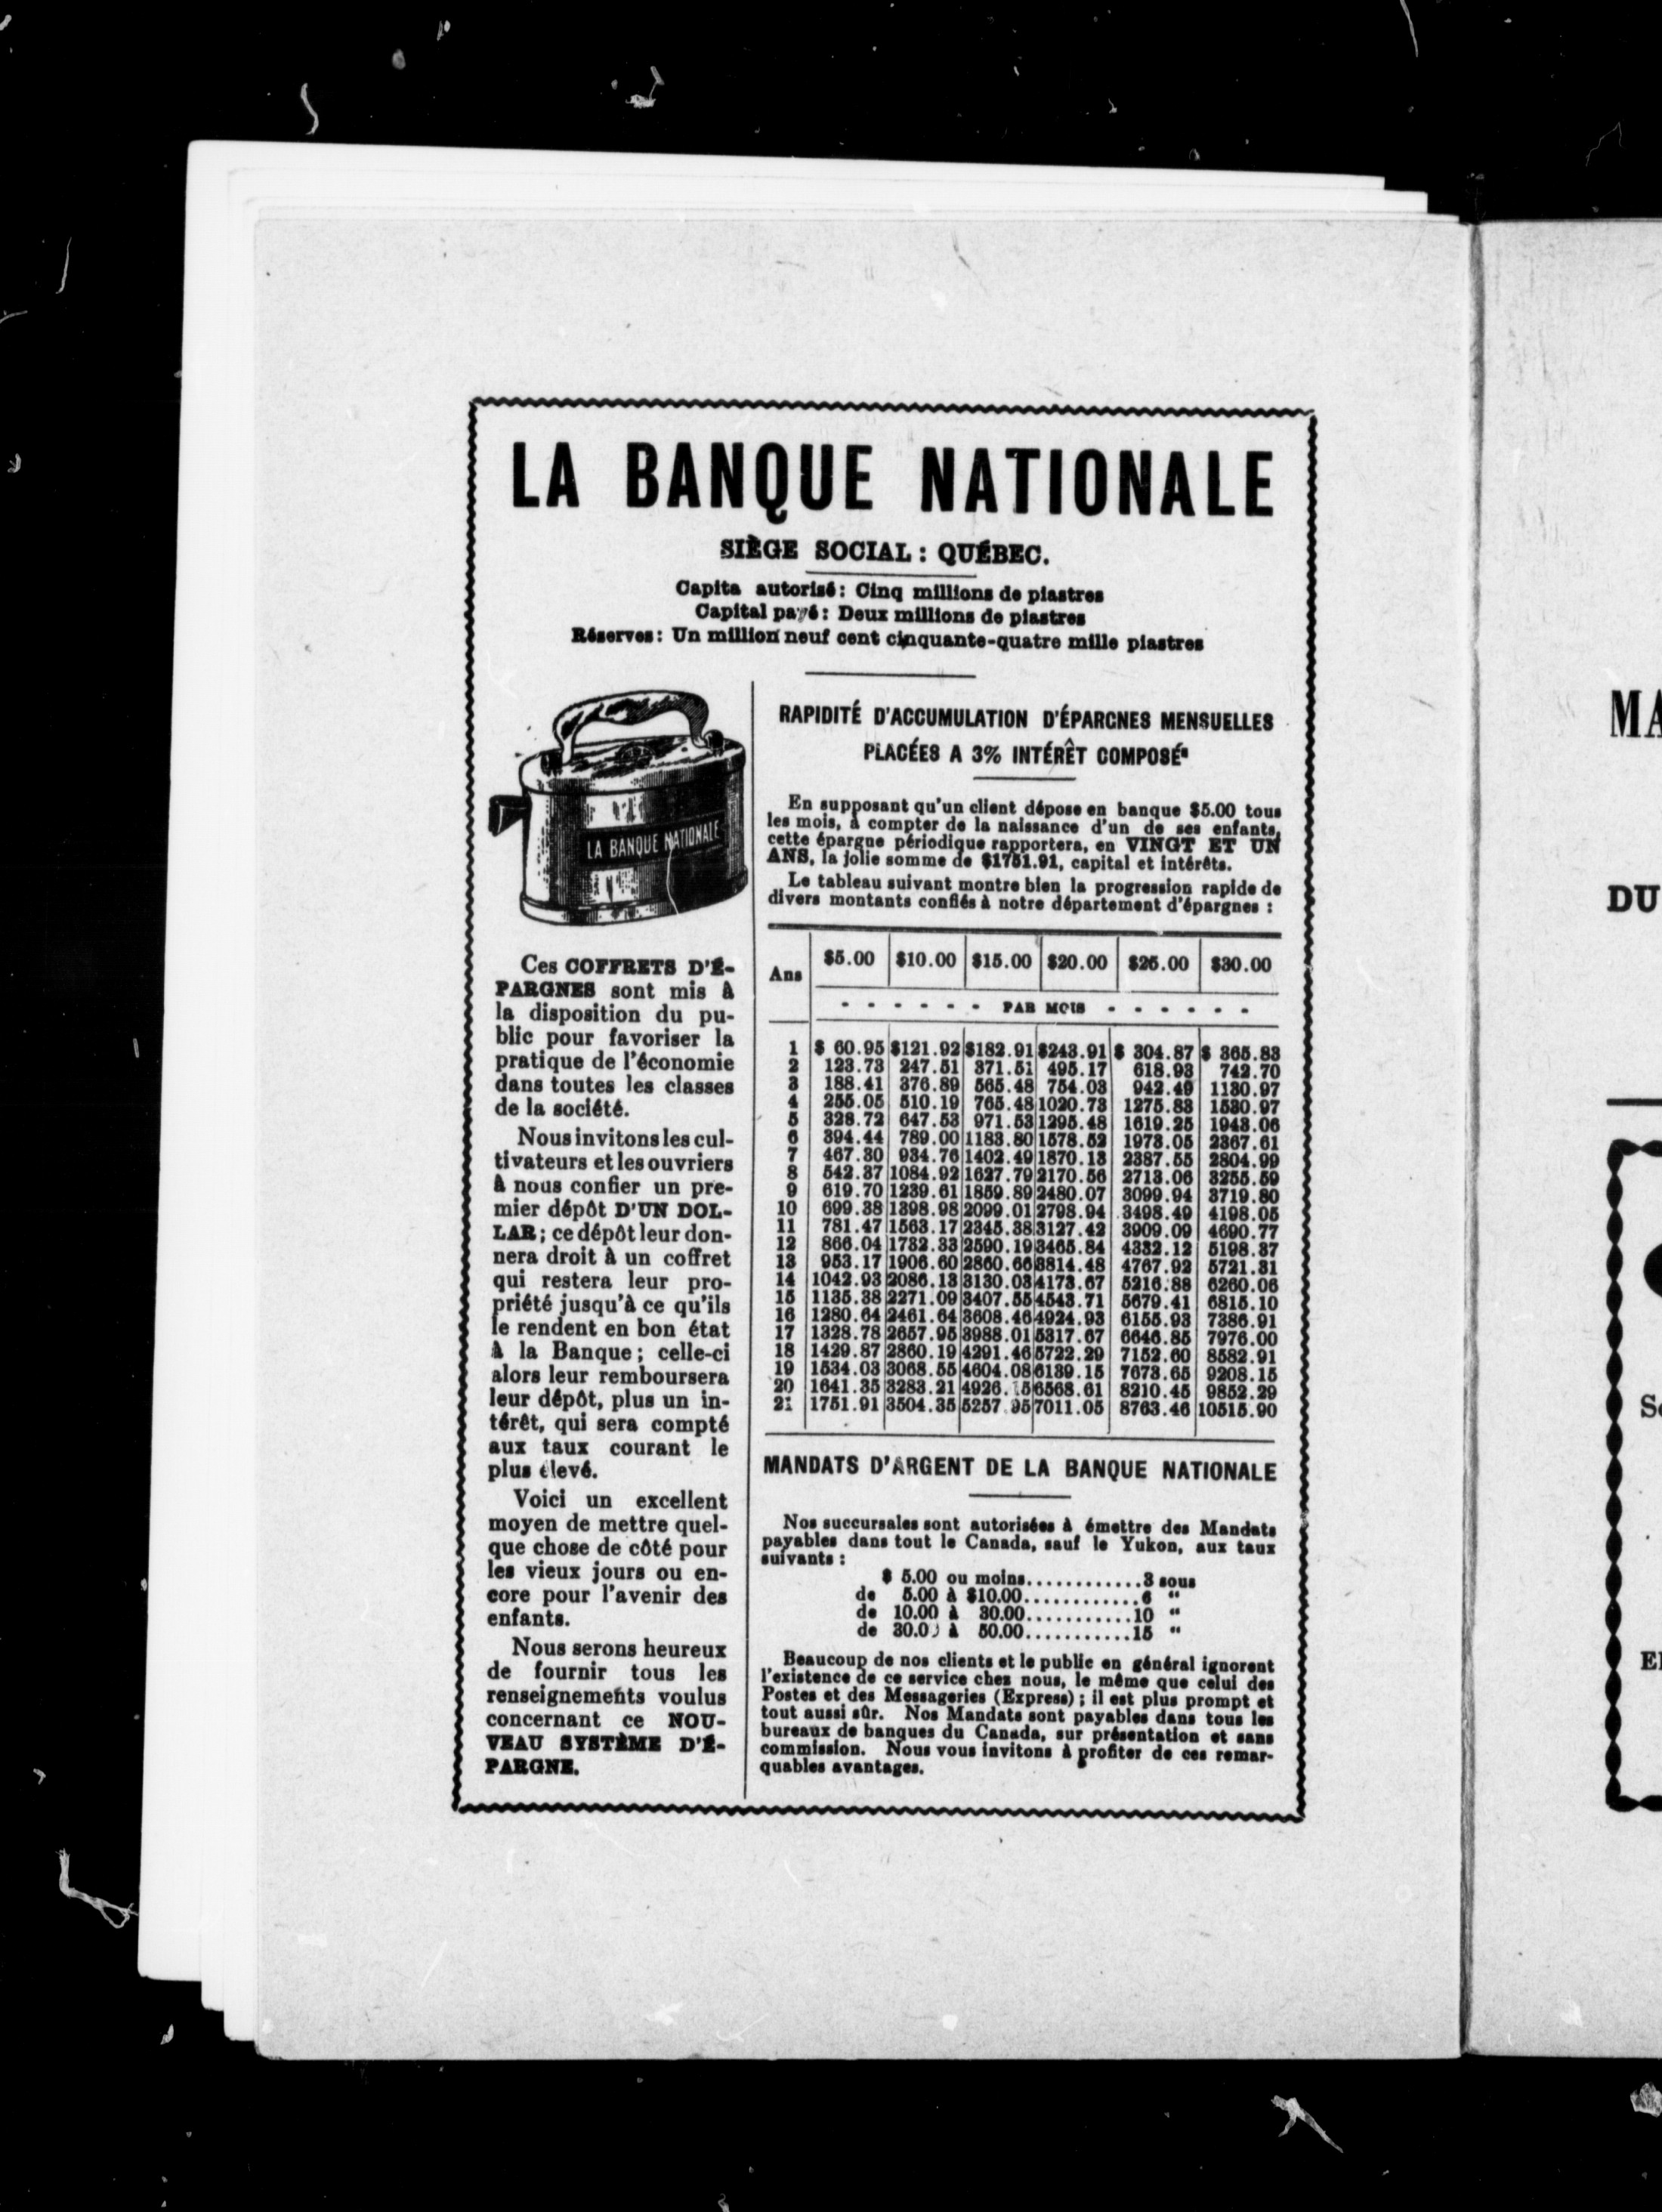 LA BANQUE NATIONALE
SIÈGE SOCIAL : QUÉBEC.
Capita autorisé : Cinq millions de piastres
Capital payé : Deux millions de piastres
Réserves : Un million neuf cent cinquante-quatre mille piastres
LA BANQUE NATIONALE
Ces COFFRETS D'É-
PARGNES sont mis à
la disposition du pu-
blic pour favoriser la
pratique de l'économie
dans toutes les classes
de la société.
Nous invitons les cul-
tivateurs et les ouvriers
à nous confier un pre-
mier dépôt D'UN DOL-
LAR ; ce dépôt leur don-
nera droit à un coffret
qui restera leur pro-
priété jusqu'à ce qu'ils
le rendent en bon état
à la Banque ; celle-ci
alors leur remboursera
leur dépôt, plus un in-
térêt, qui sera compté
aux taux courant le
plus élevé.
Voici un excellent
moyen de mettre quel-
que chose de côté pour
les vieux jours ou en-
core pour l'avenir des
enfants.
Nous serons heureux
de fournir tous les
renseignements voulus
concernant ce NOU-
VEAU SYSTÈME D'É-
PARGNE.
RAPIDITÉ D'ACCUMULATION D'ÉPARGNES MENSUELLES
PLACÉES A 3% INTÉRÊT COMPOSÉ
En supposant qu'un client dépose en banque $5.00 tous
les mois, à compter de la naissance d'un de ses enfants,
cette épargne périodique rapportera, en VINGT ET UN
ANS, la jolie somme de $1751.91, capital et intérêts.
Le tableau suivant montre bien la progression rapide de
divers montants confiés à notre département d'épargnes :
Ans $5.00 $10.00 $15.00 $20.00 $25.00 $30.00
- - - - - - PAR MOIS - - - - - -
1 $ 60.95 $121.92 $182.91 $243.91 $ 304.87 $ 365.83
2 123.73 247.51 371.51 495.17 618.93 742.70
3 188.41 376.89 565.48 754.03 942.49 1130.97
4 255.05 510.19 765.48 1020.73 1275.83 1530.97
5 328.72 647.53 971.53 1295.48 1619.25 1943.06
6 394.44 789.00 1183.80 1578.52 1973.05 2367.61
7 467.30 934.76 1402.49 1870.13 2387.55 2804.99
8 542.37 1084.92 1627.79 2170.56 2713.06 3255.59
9 619.70 1239.61 1859.89 2480.07 3099.94 3719.80
10 699.38 1398.98 2099.01 2798.94 3498.49 4198.05
11 781.47 1563.17 2345.38 3127.42 3909.09 4690.77
12 866.04 1732.33 2590.19 3465.84 4332.12 5198.37
13 953.17 1906.60 2860.66 3814.48 4767.92 5721.31
14 1042.93 2086.13 3130.03 4173.67 5216.88 6260.06
15 1135.38 2271.09 3407.55 4543.71 5679.41 6815.10
16 1280.64 2461.64 3608.46 4924.93 6155.93 7386.91
17 1328.78 2657.95 3988.01 5317.67 6646.85 7976.00
18 1429.87 2860.19 4291.46 5722.29 7152.60 8582.91
19 1534.03 3068.55 4604.08 6139.15 7673.65 9208.15
20 1641.35 3283.21 6568.61 8210.45 9852.29
21 1751.91 3504.35 5257.95 7011.05 8763.46 10515.90
MANDATS D'ARGENT DE LA BANQUE NATIONALE
Nos succursales sont autorisées à émettre des Mandats
payables dans tout le Canada, sauf le Yukon, aux taux
suivants :
$ 5.00 ou moins............3 sous
de 5.00 à $10.00............6 "
de 10.00 à 30.00...........10 "
de 30.00 à 50.00...........15 "
Beaucoup de nos clients et le public en général ignorent
l'existence de ce service chez nous, le même que celui des
Postes et des Messageries (Express) ; il est plus prompt et
tout aussi sûr. Nos Mandats sont payables dans tous les
bureaux de banques du Canada, sur présentation et sans
commission. Nous vous invitons à profiter de ces remar-
quables avantages.
MA
DU